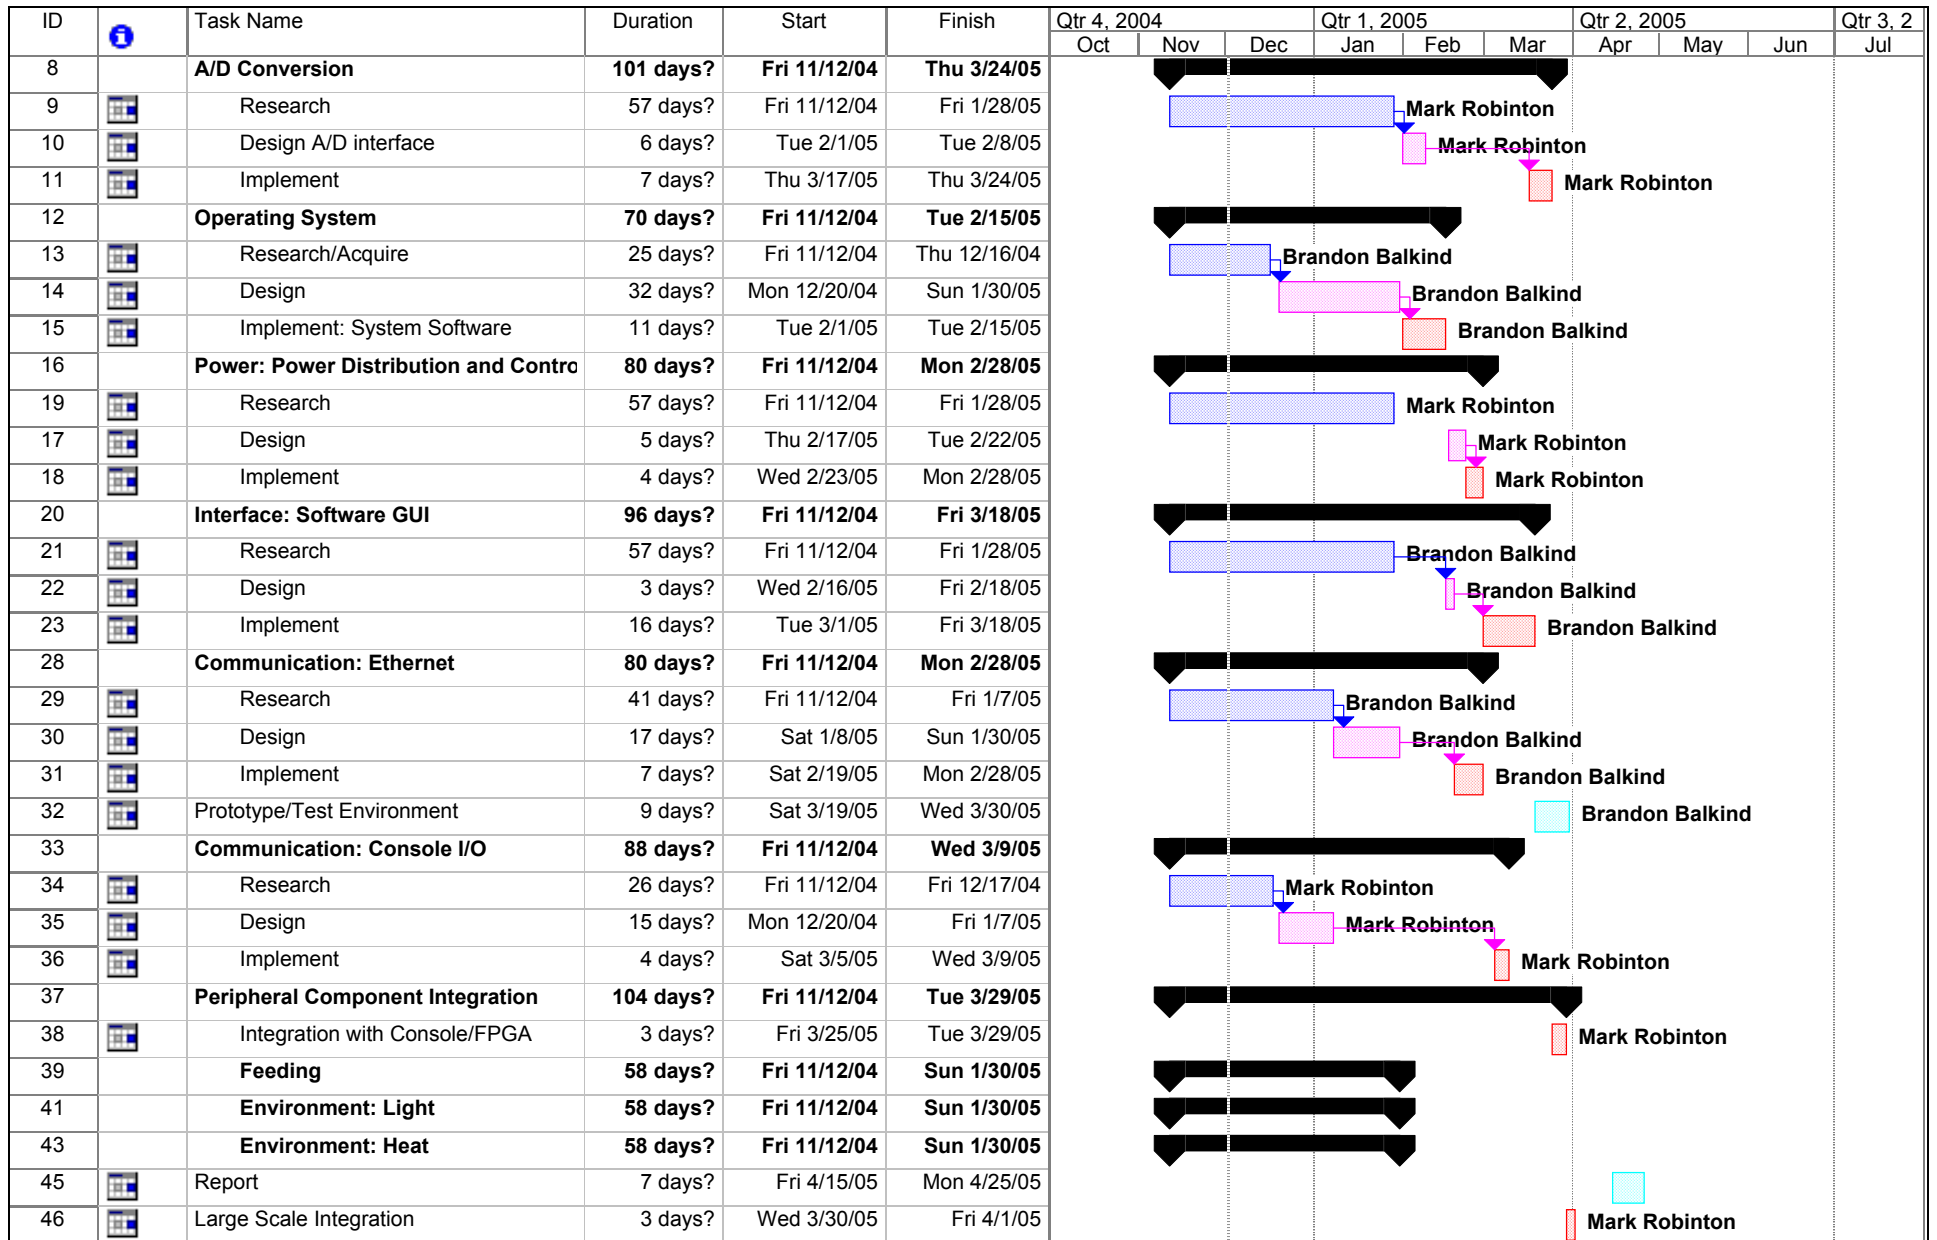 ID Task Name Duration Start Finish Qtr 4, 2004 Qtr 1, 2005 Qtr 2, 2005 Qtr 3, 2
Oct Nov Dec Jan Feb Mar Apr May Jun Jul
8 A/D Conversion 101 days? Fri 11/12/04 Thu 3/24/05
9 Research 57 days? Fri 11/12/04 Fri 1/28/05 Mark Robinton
10 Design A/D interface 6 days? Tue 2/1/05 Tue 2/8/05 Mark Robinton
11 Implement 7 days? Thu 3/17/05 Thu 3/24/05 Mark Robinton
12 Operating System 70 days? Fri 11/12/04 Tue 2/15/05
13 Research/Acquire 25 days? Fri 11/12/04 Thu 12/16/04 Brandon Balkind
14 Design 32 days? Mon 12/20/04 Sun 1/30/05 Brandon Balkind
15 Implement: System Software 11 days? Tue 2/1/05 Tue 2/15/05 Brandon Balkind
16 Power: Power Distribution and Contro 80 days? Fri 11/12/04 Mon 2/28/05
19 Research 57 days? Fri 11/12/04 Fri 1/28/05 Mark Robinton
17 Design 5 days? Thu 2/17/05 Tue 2/22/05 Mark Robinton
18 Implement 4 days? Wed 2/23/05 Mon 2/28/05 Mark Robinton
20 Interface: Software GUI 96 days? Fri 11/12/04 Fri 3/18/05
21 Research 57 days? Fri 11/12/04 Fri 1/28/05 Brandon Balkind
22 Design 3 days? Wed 2/16/05 Fri 2/18/05 Brandon Balkind
23 Implement 16 days? Tue 3/1/05 Fri 3/18/05 Brandon Balkind
28 Communication: Ethernet 80 days? Fri 11/12/04 Mon 2/28/05
29 Research 41 days? Fri 11/12/04 Fri 1/7/05 Brandon Balkind
30 Design 17 days? Sat 1/8/05 Sun 1/30/05 Brandon Balkind
31 Implement 7 days? Sat 2/19/05 Mon 2/28/05 Brandon Balkind
32 Prototype/Test Environment 9 days? Sat 3/19/05 Wed 3/30/05 Brandon Balkind
33 Communication: Console I/O 88 days? Fri 11/12/04 Wed 3/9/05
34 Research 26 days? Fri 11/12/04 Fri 12/17/04 Mark Robinton
35 Design 15 days? Mon 12/20/04 Fri 1/7/05 Mark Robinton
36 Implement 4 days? Sat 3/5/05 Wed 3/9/05 Mark Robinton
37 Peripheral Component Integration 104 days? Fri 11/12/04 Tue 3/29/05
38 Integration with Console/FPGA 3 days? Fri 3/25/05 Tue 3/29/05 Mark Robinton
39 Feeding 58 days? Fri 11/12/04 Sun 1/30/05
41 Environment: Light 58 days? Fri 11/12/04 Sun 1/30/05
43 Environment: Heat 58 days? Fri 11/12/04 Sun 1/30/05
45 Report 7 days? Fri 4/15/05 Mon 4/25/05
46 Large Scale Integration 3 days? Wed 3/30/05 Fri 4/1/05 Mark Robinton